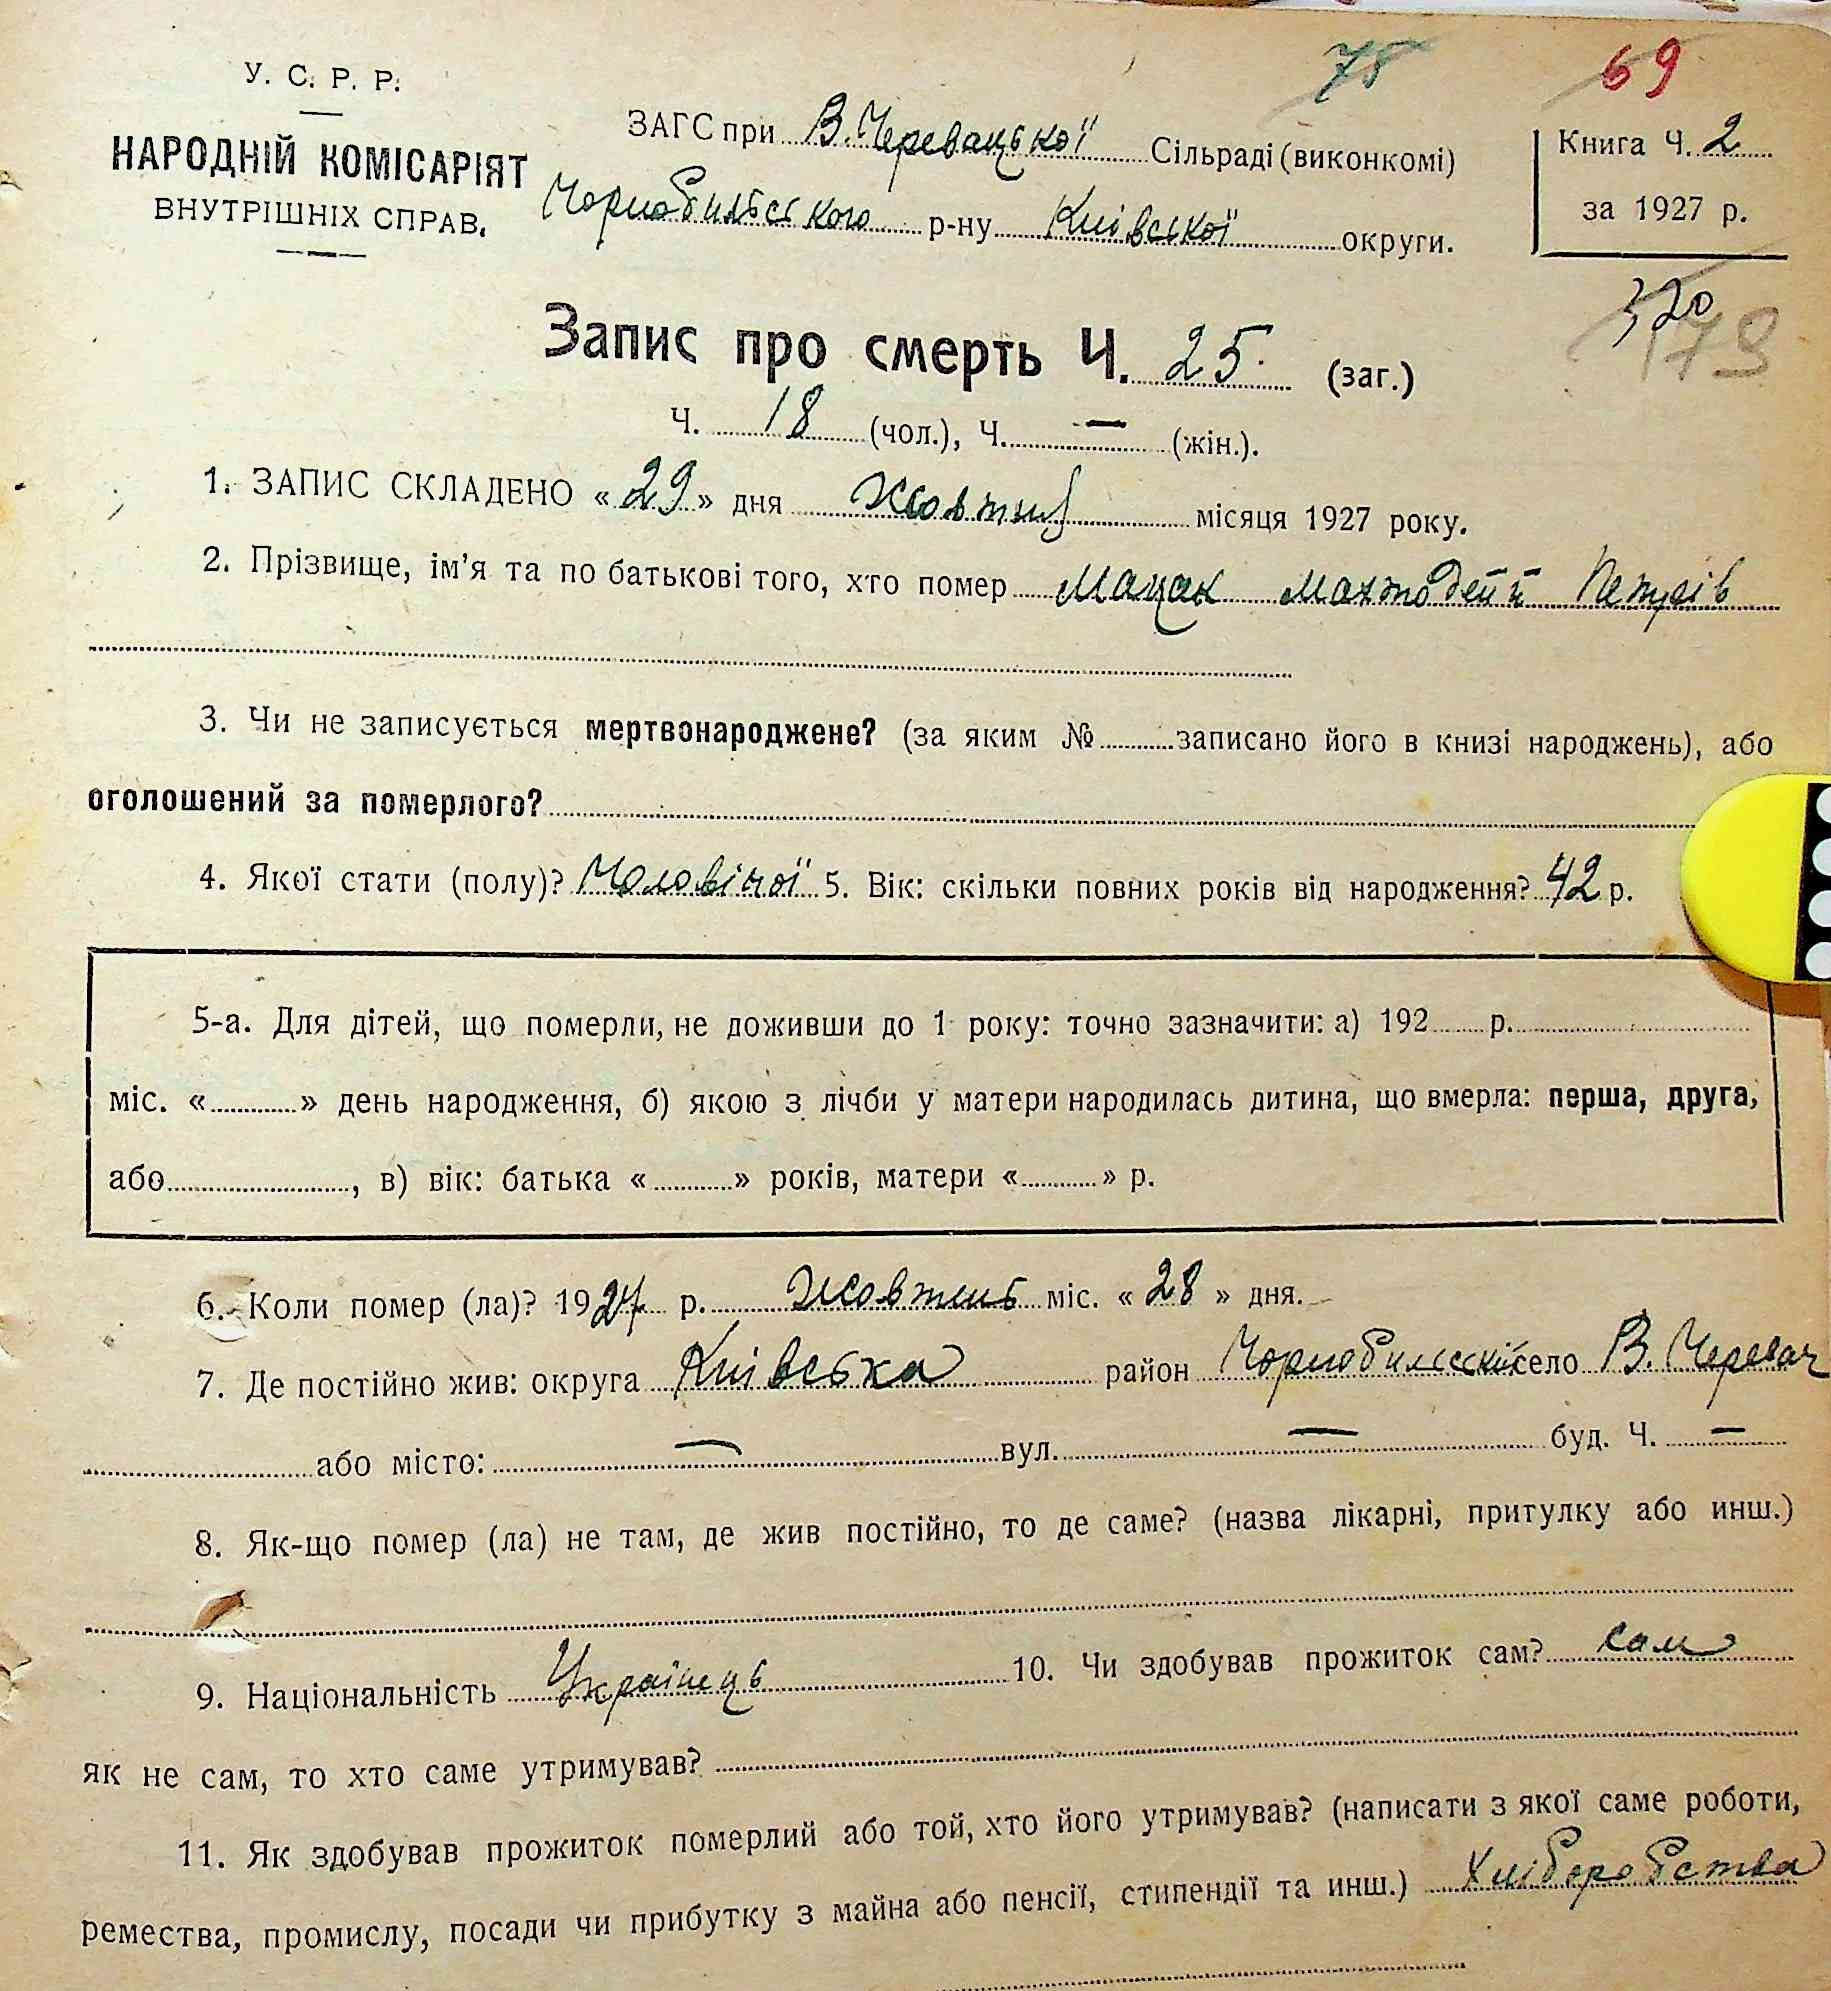 75 69
У. С. Р. Р.
НАРОДНІЙ КОМІСАРІЯТ
ВНУТРІШНІХ СПРАВ.
ЗАГС при В. Черевацької Сільраді (виконкомі)
Чорнобильського р-ну Київської округи.
Книга Ч. 2
за 1927 р.
320
79
Запис про смерть Ч. 25 (заг.)
Ч. 18 (чол.), Ч. — (жін.).
1. ЗАПИС СКЛАДЕНО «29» дня Жовтня місяця 1927 року.
2. Прізвище, ім'я та по батькові того, хто помер Мацак Петрів
3. Чи не записується мертвонароджене? (за яким № записано його в книзі народжень), або
оголошений за померлого?
4. Якої стати (полу)? Чоловічої 5. Вік: скільки повних років від народження? 42 р.
5-а. Для дітей, що померли, не доживши до 1 року: точно зазначити: а) 192 р.
міс. « » день народження, б) якою з лічби у матери народилась дитина, що вмерла: перша, друга,
або , в) вік: батька « » років, матери « » р.
6. Коли помер (ла)? 1927 р. Жовтень міс. «28» дня.
7. Де постійно жив: округа Київська район Чорнобильский село В. Черевач
або місто: — вул. — буд. Ч. —
8. Як-що помер (ла) не там, де жив постійно, то де саме? (назва лікарні, притулку або инш.)
9. Національність Українець 10. Чи здобував прожиток сам? сам
як не сам, то хто саме утримував?
11. Як здобував прожиток померлий або той, хто його утримував? (написати з якої саме роботи,
ремества, промислу, посади чи прибутку з майна або пенсії, стипендії та инш.) Хліборобства